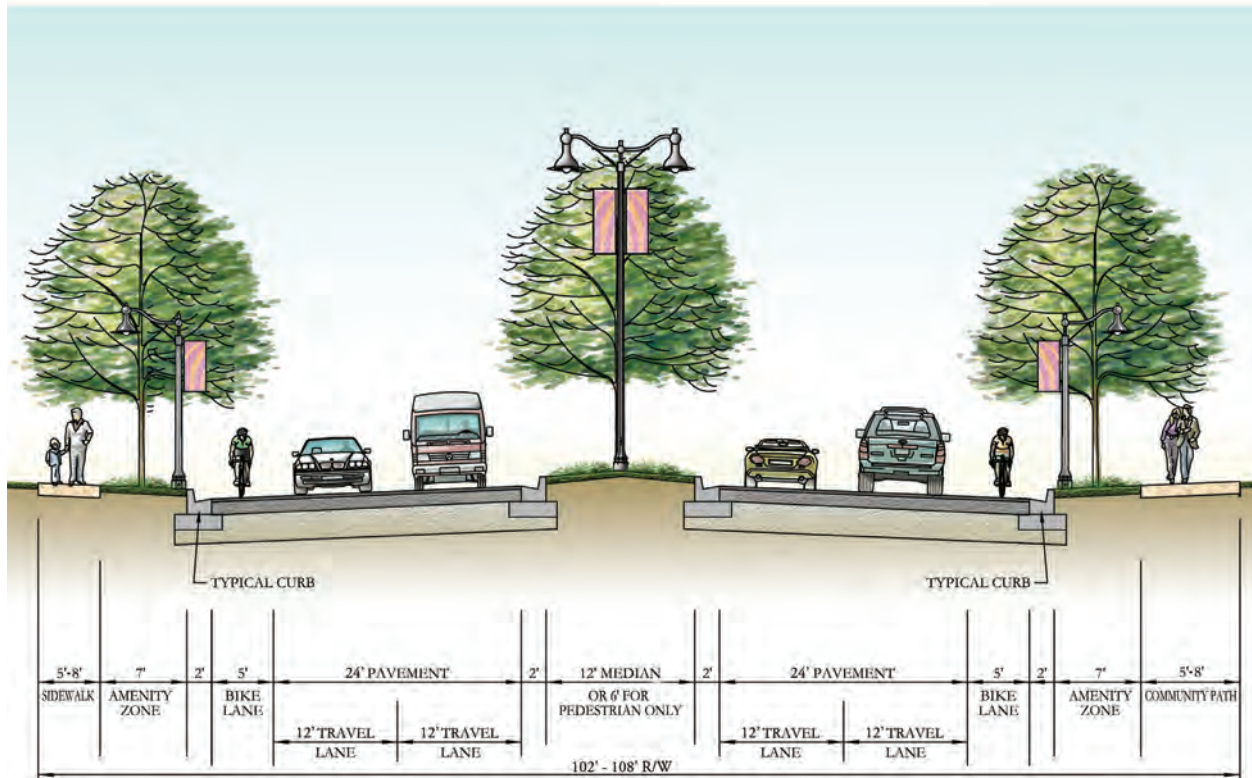 TYPICAL CURB
TYPICAL CURB
5'-8'
7'
2'
5'
24' PAVEMENT
2'
12' MEDIAN
2'
24' PAVEMENT
5'
2'
7'
5'-8'
SIDEWALK
AMENITY
ZONE
BIKE
LANE
OR 6' FOR
PEDESTRIAN ONLY
BIKE
LANE
AMENITY
ZONE
COMMUNITY PATH
12' TRAVEL
LANE
12' TRAVEL
LANE
12' TRAVEL
LANE
12' TRAVEL
LANE
102' - 108' R/W